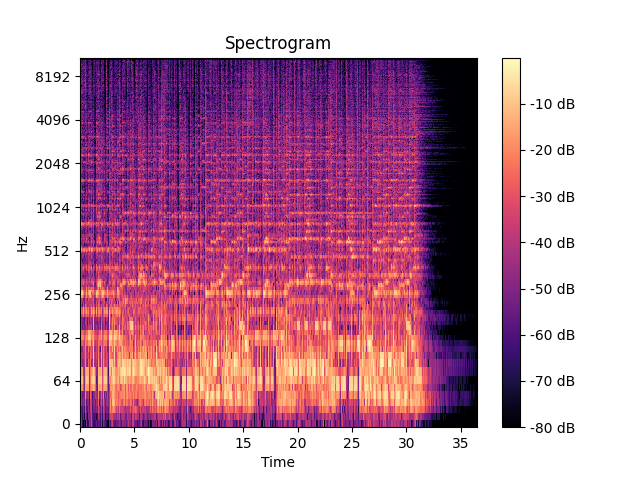 Spectrogram
8192
4096
2048
1024
512
256
128
64
0
Hz
0 5 10 15 20 25 30 35
Time
-10 dB
-20 dB
-30 dB
-40 dB
-50 dB
-60 dB
-70 dB
-80 dB